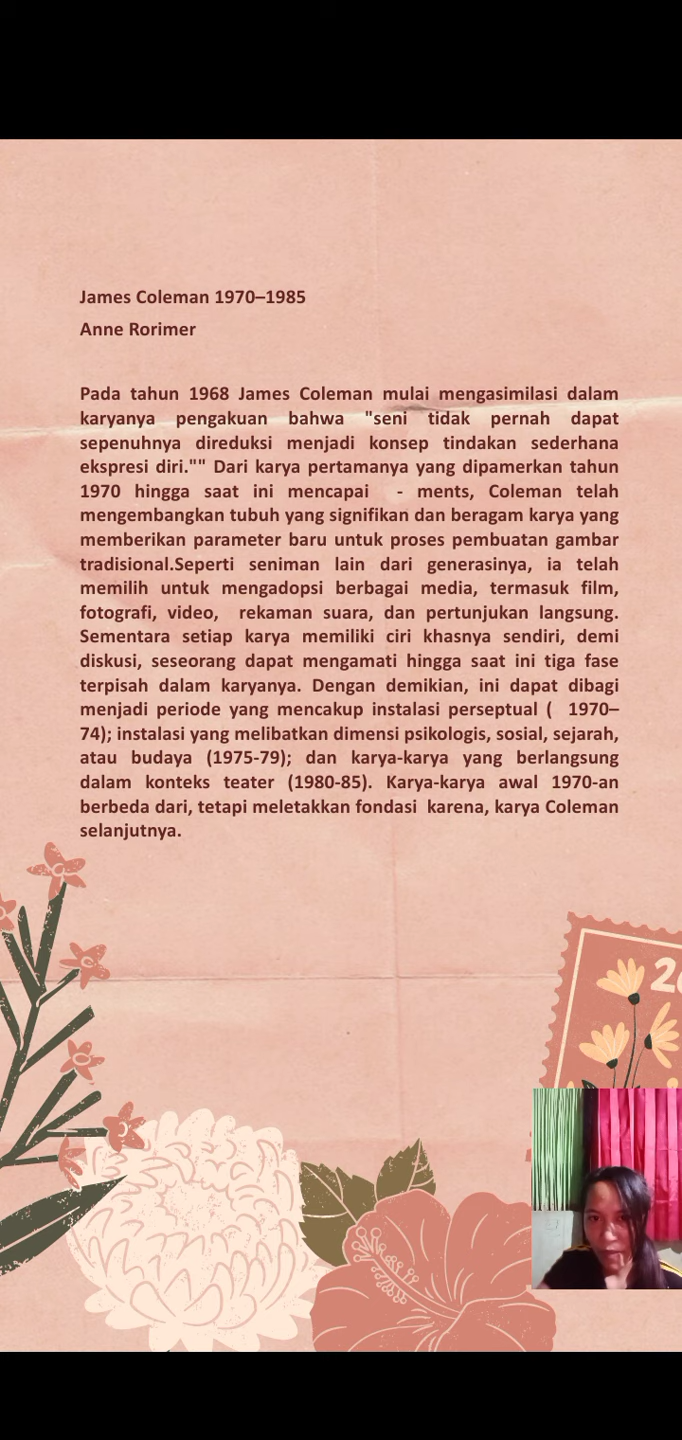 James Coleman 1970–1985
Anne Rorimer
Pada tahun 1968 James Coleman mulai mengasimilasi dalam
karyanya pengakuan bahwa "seni tidak pernah dapat
sepenuhnya direduksi menjadi konsep tindakan sederhana
ekspresi diri."" Dari karya pertamanya yang dipamerkan tahun
1970 hingga saat ini mencapai - ments, Coleman telah
mengembangkan tubuh yang signifikan dan beragam karya yang
memberikan parameter baru untuk proses pembuatan gambar
tradisional.Seperti seniman lain dari generasinya, ia telah
memilih untuk mengadopsi berbagai media, termasuk film,
fotografi, video, rekaman suara, dan pertunjukan langsung.
Sementara setiap karya memiliki ciri khasnya sendiri, demi
diskusi, seseorang dapat mengamati hingga saat ini tiga fase
terpisah dalam karyanya. Dengan demikian, ini dapat dibagi
menjadi periode yang mencakup instalasi perseptual ( 1970–
74); instalasi yang melibatkan dimensi psikologis, sosial, sejarah,
atau budaya (1975-79); dan karya-karya yang berlangsung
dalam konteks teater (1980-85). Karya-karya awal 1970-an
berbeda dari, tetapi meletakkan fondasi karena, karya Coleman
selanjutnya.